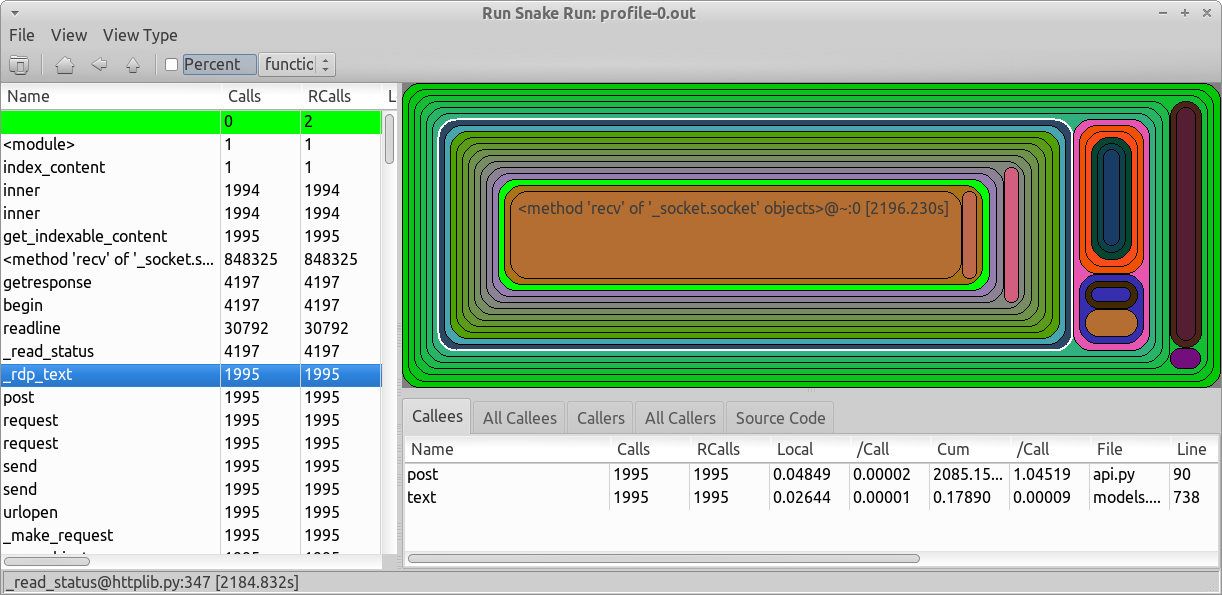 Run Snake Run: profile-0.out
File View View Type
Percent functic
Name Calls RCalls L
0 2
<module> 1 1
index_content 1 1
inner 1994 1994
inner 1994 1994
get_indexable_content 1995 1995
<method 'recv' of '_socket.s... 848325 848325
getresponse 4197 4197
begin 4197 4197
readline 30792 30792
_read_status 4197 4197
_rdp_text 1995 1995
post 1995 1995
request 1995 1995
request 1995 1995
send 1995 1995
send 1995 1995
urlopen 1995 1995
_make_request 1995 1995
<method 'recv' of '_socket.socket' objects>@~:0 [2196.230s]
Callees All Callees Callers All Callers Source Code
Name Calls RCalls Local /Call Cum /Call File Line
post 1995 1995 0.04849 0.00002 2085.15... 1.04519 api.py 90
text 1995 1995 0.02644 0.00001 0.17890 0.00009 models.... 738
_read_status@httplib.py:347 [2184.832s]